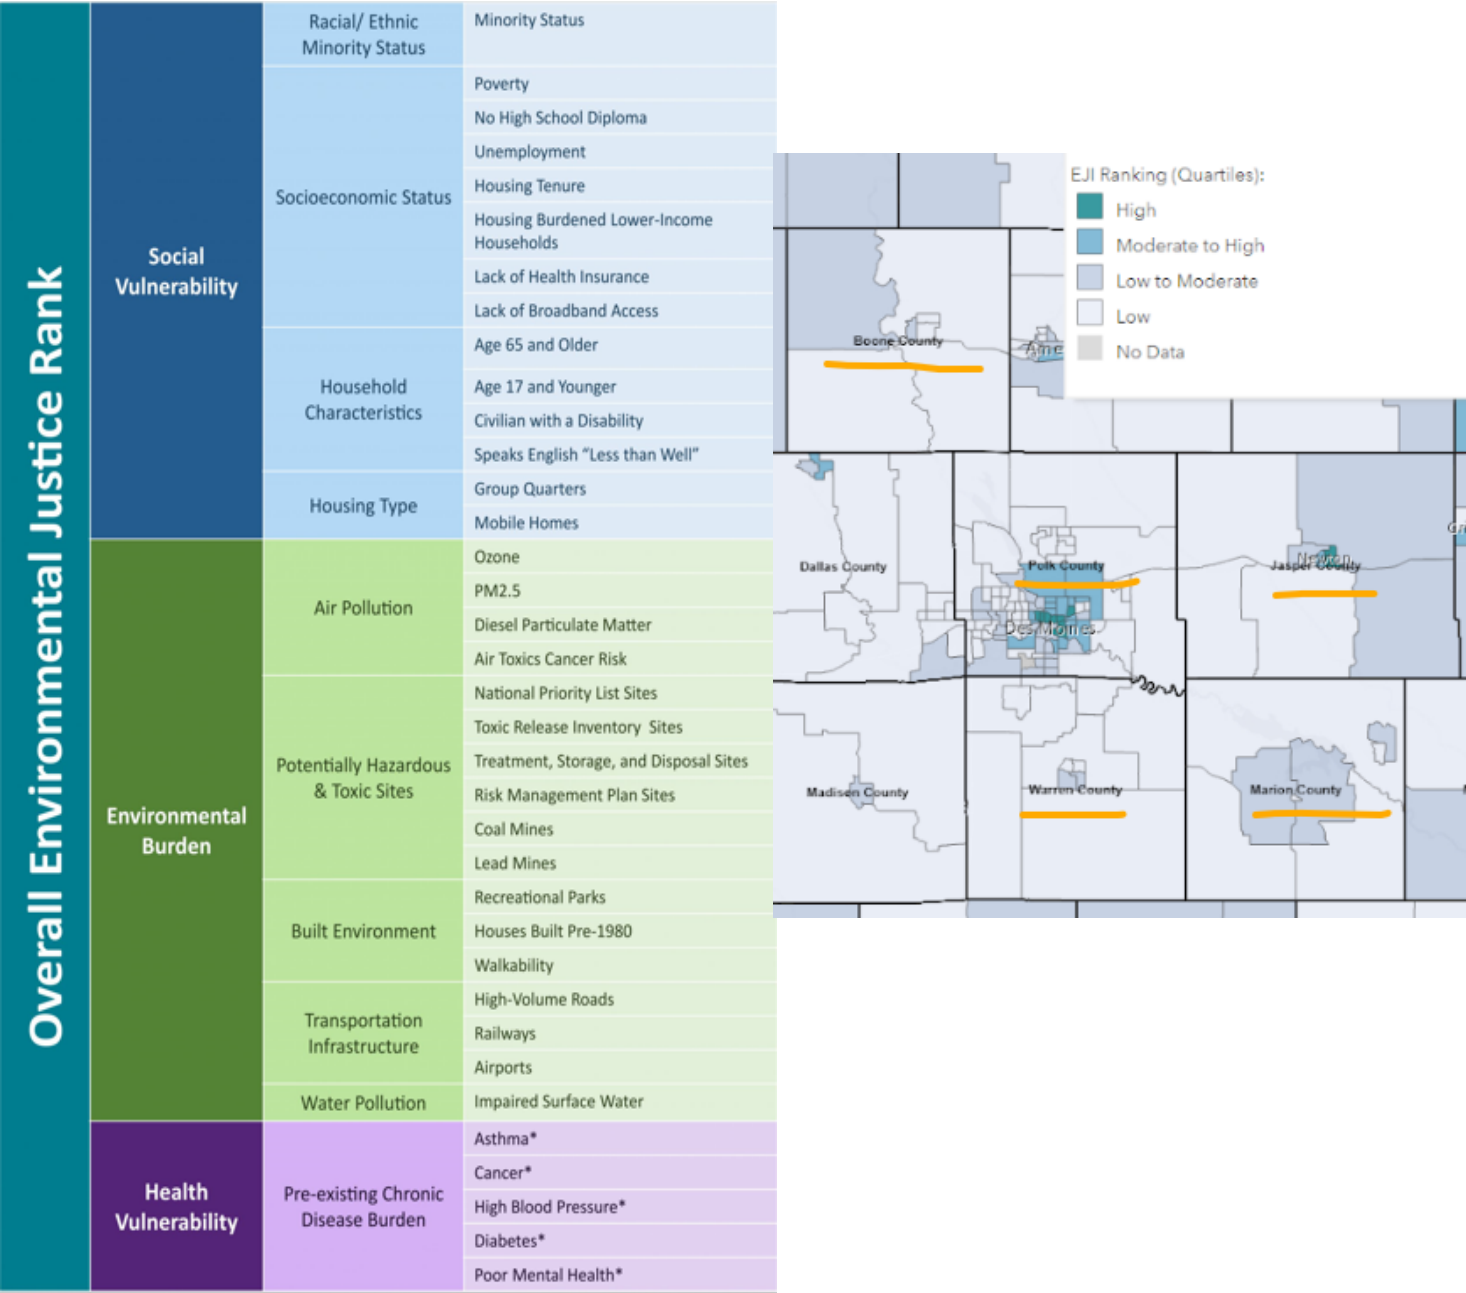 Overall Environmental Justice Rank
Social
Vulnerability
Racial/ Ethnic
Minority Status
Minority Status
Socioeconomic Status
Poverty
No High School Diploma
Unemployment
Housing Tenure
Housing Burdened Lower-Income
Households
Lack of Health Insurance
Lack of Broadband Access
Household
Characteristics
Age 65 and Older
Age 17 and Younger
Civilian with a Disability
Speaks English “Less than Well”
Housing Type
Group Quarters
Mobile Homes
Environmental
Burden
Air Pollution
Ozone
PM2.5
Diesel Particulate Matter
Air Toxics Cancer Risk
Potentially Hazardous
& Toxic Sites
National Priority List Sites
Toxic Release Inventory Sites
Treatment, Storage, and Disposal Sites
Risk Management Plan Sites
Coal Mines
Lead Mines
Built Environment
Recreational Parks
Houses Built Pre-1980
Walkability
Transportation
Infrastructure
High-Volume Roads
Railways
Airports
Water Pollution
Impaired Surface Water
Health
Vulnerability
Pre-existing Chronic
Disease Burden
Asthma*
Cancer*
High Blood Pressure*
Diabetes*
Poor Mental Health*
EJI Ranking (Quartiles):
High
Moderate to High
Low to Moderate
Low
No Data
Boone County
Ame
Dallas County
Polk County
Des Moines
Newton
Jasper County
Madison County
Warren County
Marion County